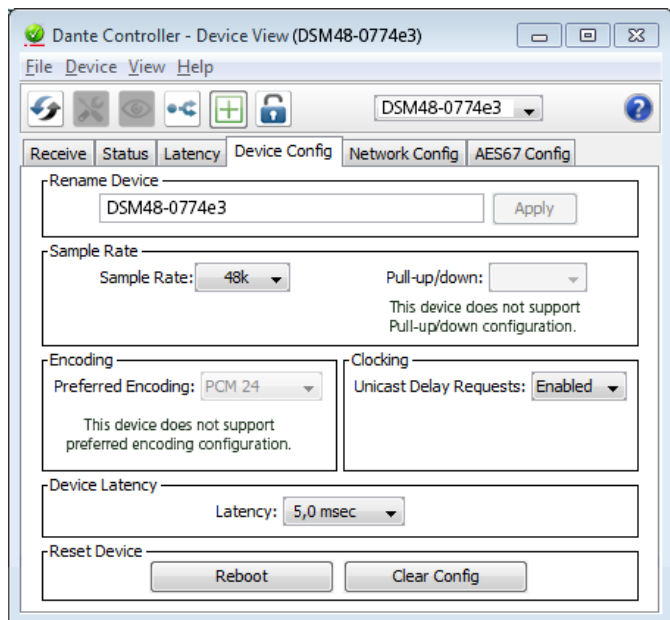 Dante Controller - Device View (DSM48-0774e3)
File Device View Help
DSM48-0774e3
?
Receive Status Latency Device Config Network Config AES67 Config
Rename Device
DSM48-0774e3 Apply
Sample Rate
Sample Rate: 48k Pull-up/down:
This device does not support
Pull-up/down configuration.
Encoding
Preferred Encoding: PCM 24
This device does not support
preferred encoding configuration.
Clocking
Unicast Delay Requests: Enabled
Device Latency
Latency: 5,0 msec
Reset Device
Reboot Clear Config